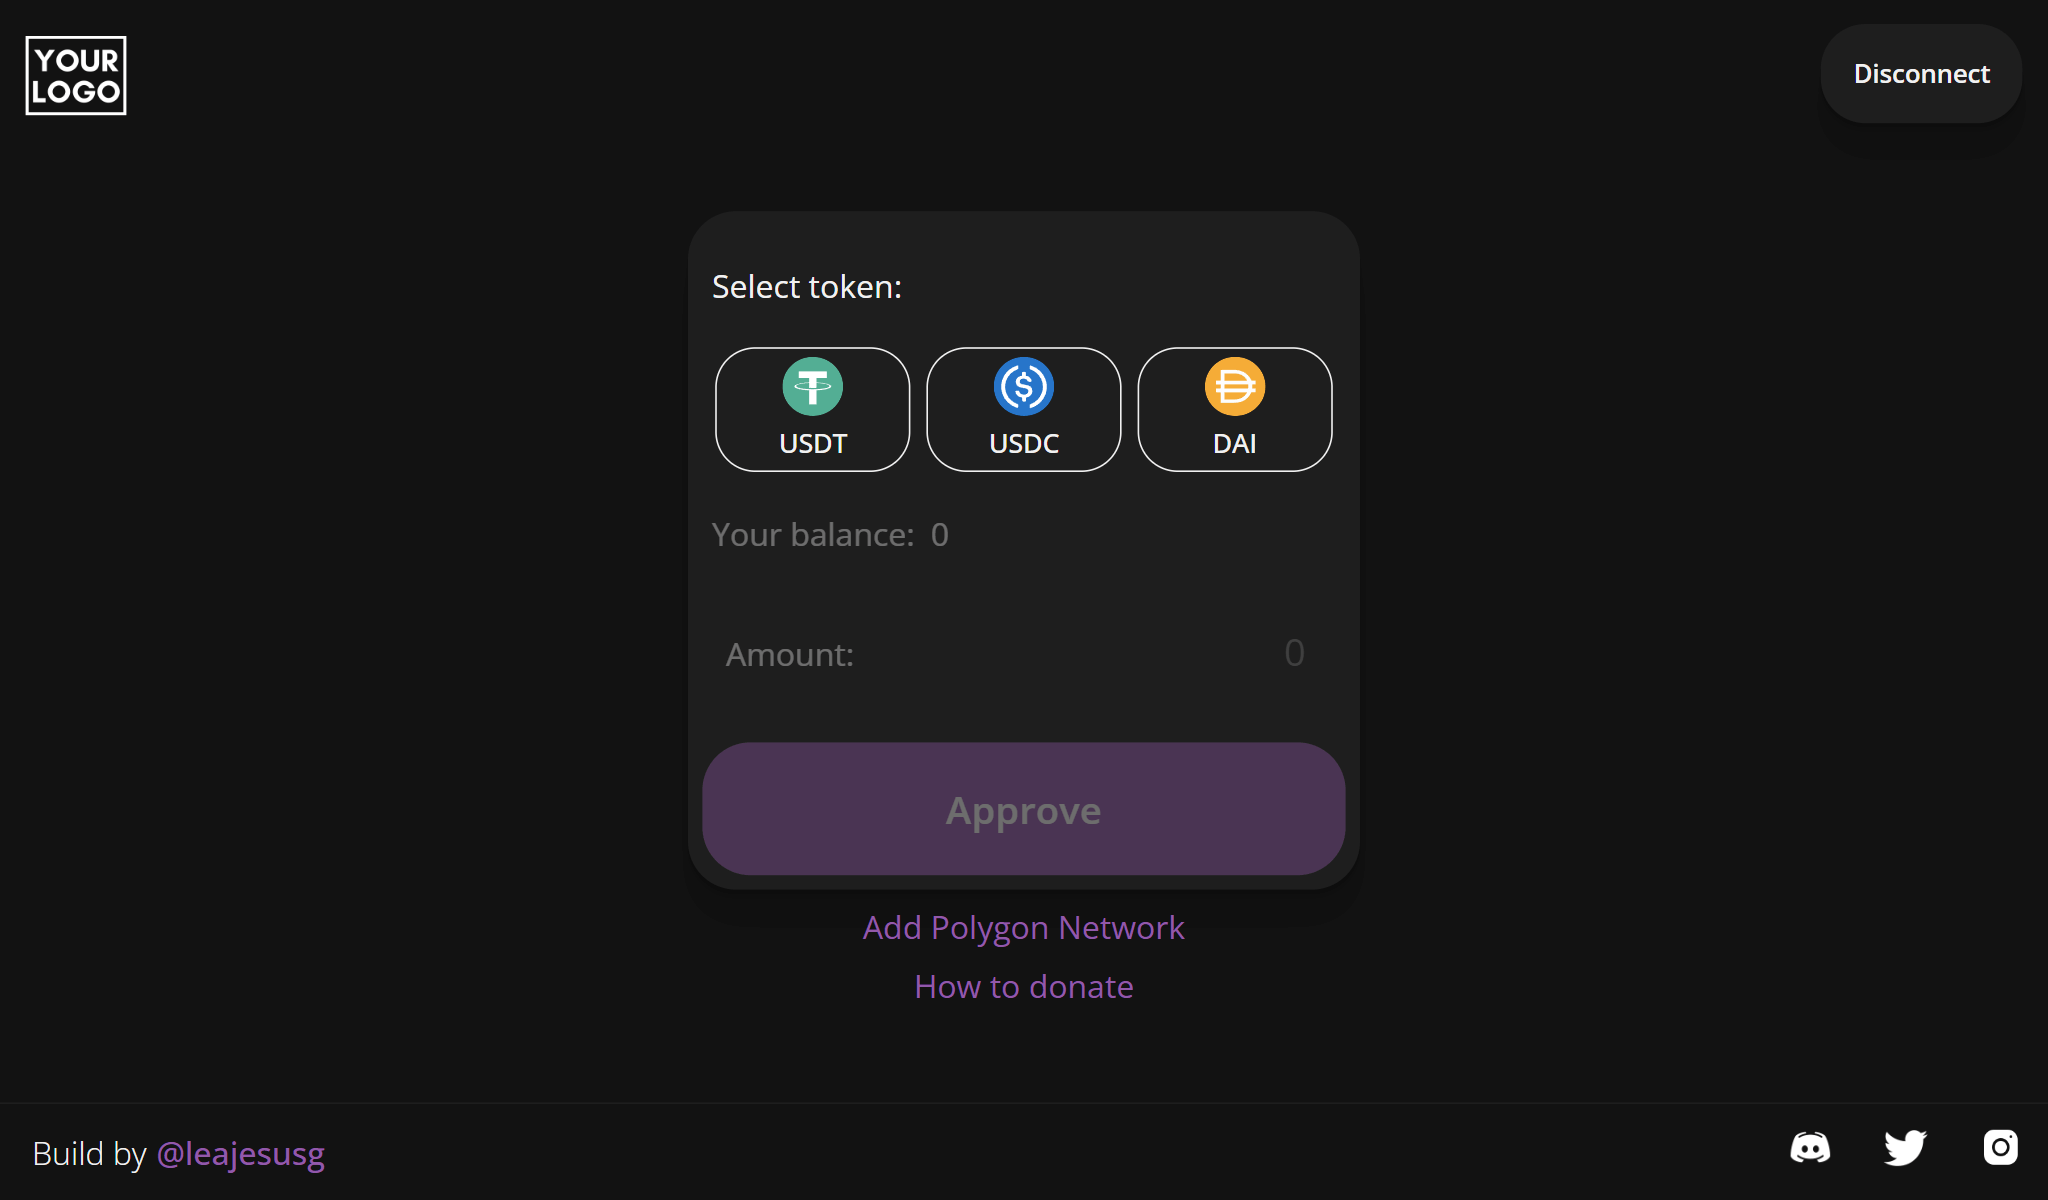 YOUR
LOGO
Disconnect
Select token:
USDT
USDC
DAI
Your balance: 0
Amount:
0
Approve
Add Polygon Network
How to donate
Build by @leajesusg